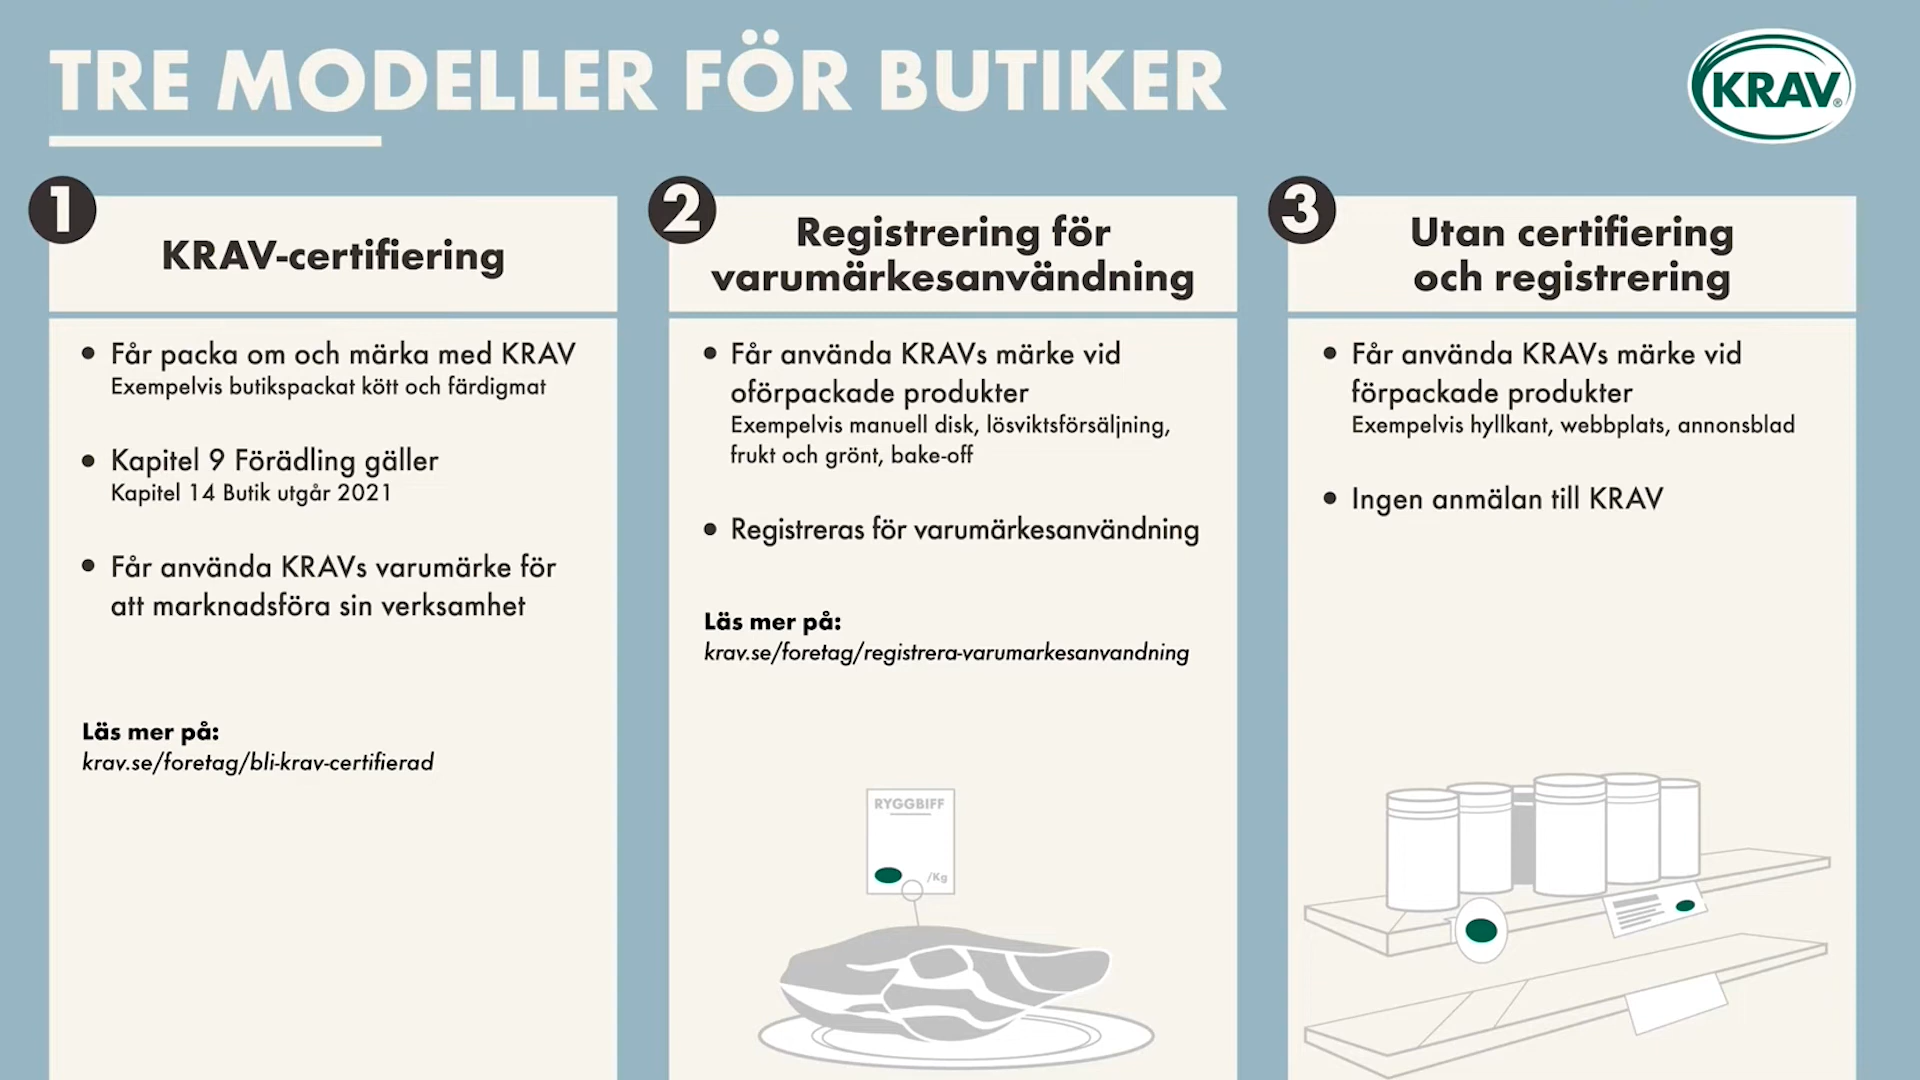 TRE MODELLER FÖR BUTIKER
KRAV®
1
KRAV-certifiering
Får packa om och märka med KRAV
Exempelvis butikspackat kött och färdigmat
Kapitel 9 Förädling gäller
Kapitel 14 Butik utgår 2021
Får använda KRAVs varumärke för
att marknadsföra sin verksamhet
Läs mer på:
krav.se/foretag/bli-krav-certifierad
2
Registrering för
varumärkesanvändning
Får använda KRAVs märke vid
oförpackade produkter
Exempelvis manuell disk, lösviktsförsäljning,
frukt och grönt, bake-off
Registreras för varumärkesanvändning
Läs mer på:
krav.se/foretag/registrera-varumarkesanvandning
RYGGBIFF
/Kg
3
Utan certifiering
och registrering
Får använda KRAVs märke vid
förpackade produkter
Exempelvis hyllkant, webbplats, annonsblad
Ingen anmälan till KRAV